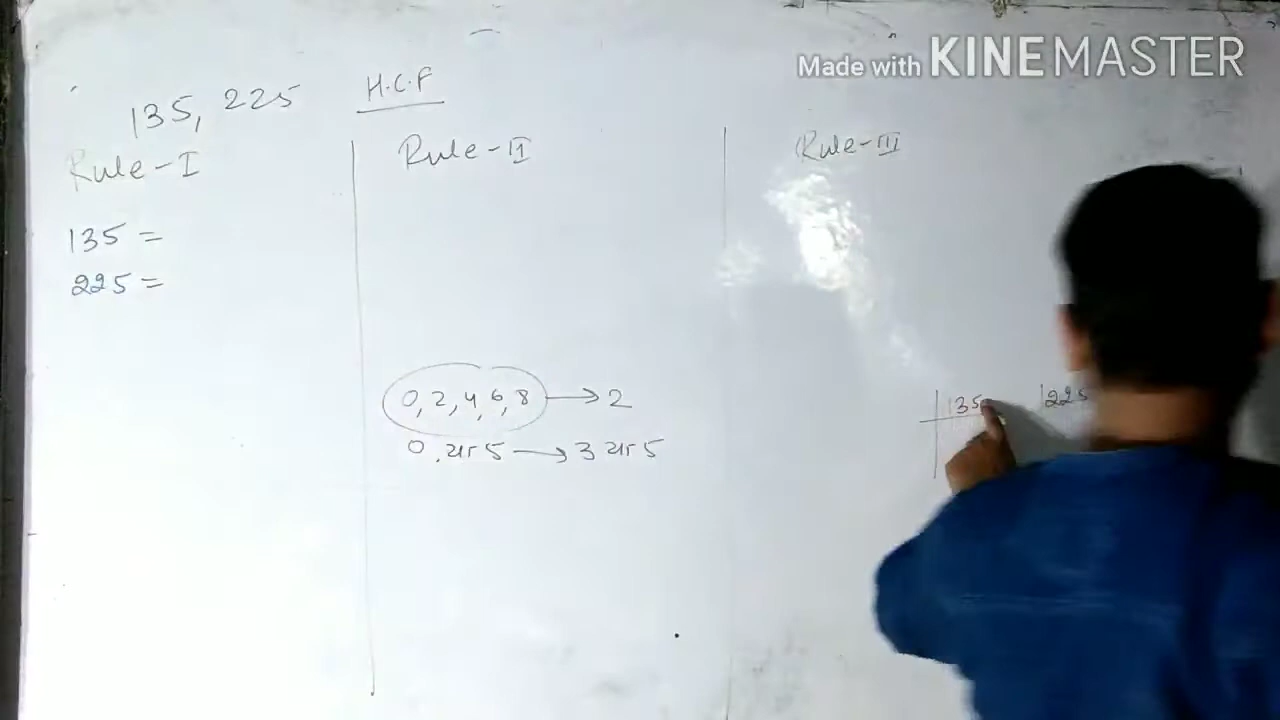 Made with KINEMASTER
135, 225 H.C.F
Rule-I
135 =
225 =
Rule-II
0, 2, 4, 6, 8 → 2
5 → 3
5
Rule-III
135 225